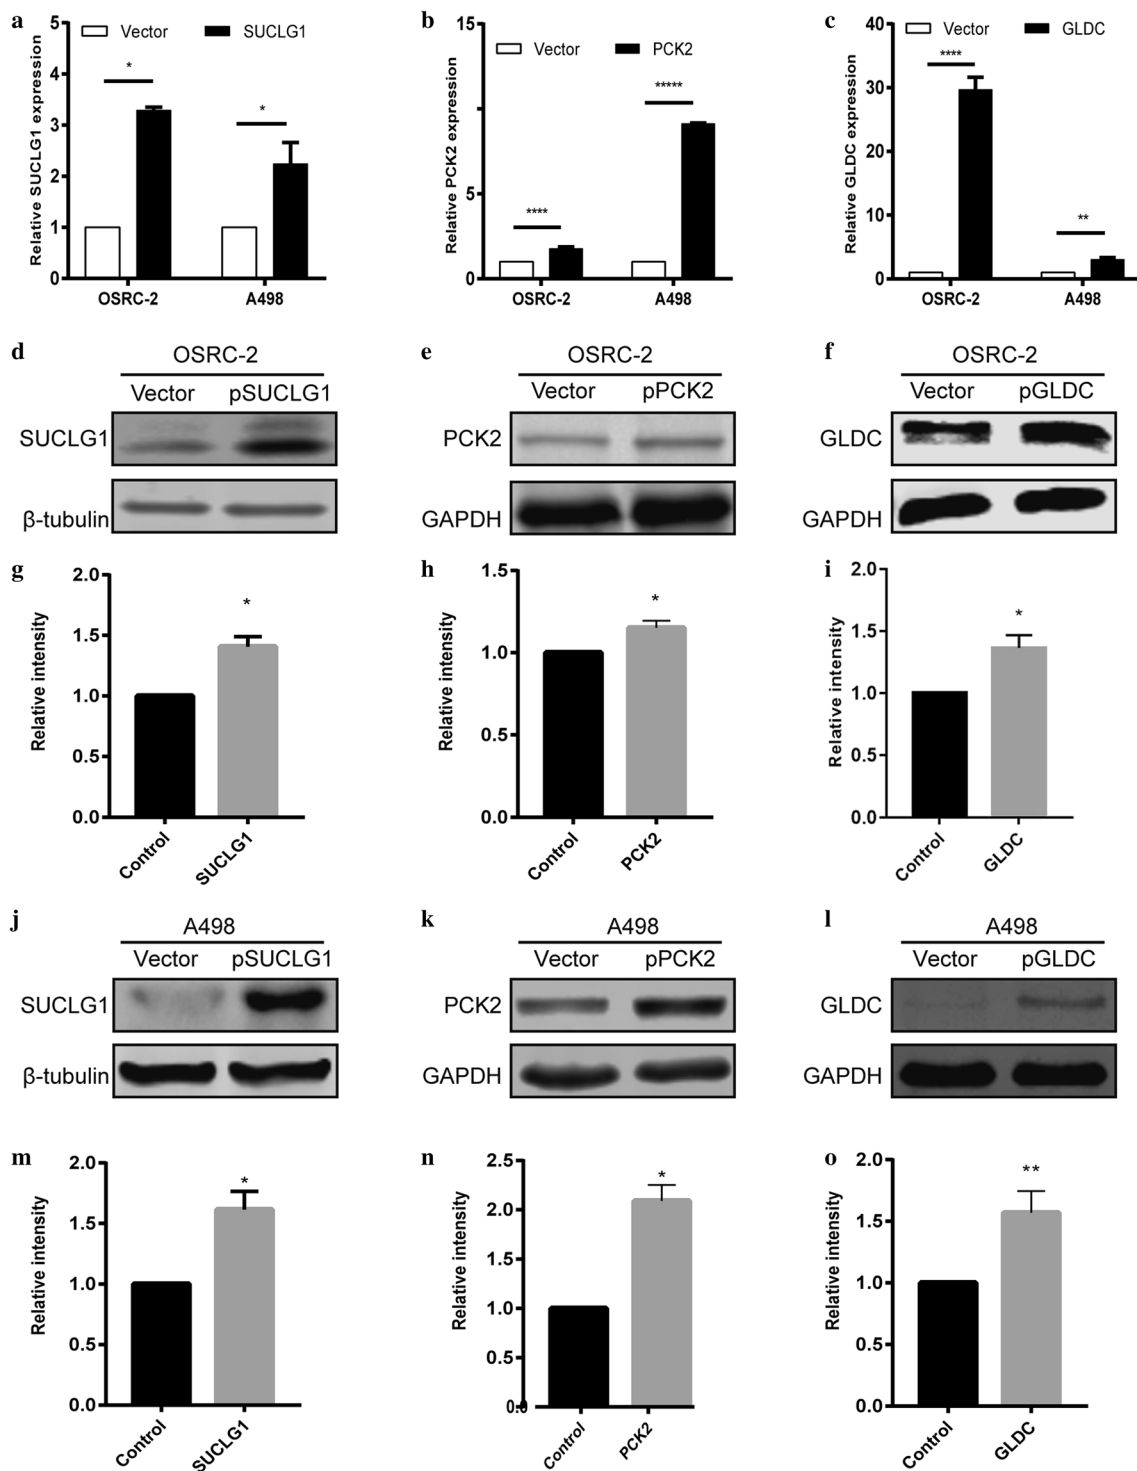 a
Vector SUCLG1
Relative SUCLG1 expression
5
4
3
2
1
0
*
*
OSRC-2 A498
b
Vector PCK2
Relative PCK2 expression
15
10
5
0
****
*****
OSRC-2 A498
c
Vector GLDC
Relative GLDC expression
40
30
20
10
0
****
**
OSRC-2 A498
d
OSRC-2
Vector pSUCLG1
SUCLG1
β-tubulin
e
OSRC-2
Vector pPCK2
PCK2
GAPDH
f
OSRC-2
Vector pGLDC
GLDC
GAPDH
g
Relative intensity
2.0
1.5
1.0
0.5
0.0
*
Control SUCLG1
h
Relative intensity
1.5
1.0
0.5
0.0
*
Control PCK2
i
Relative intensity
2.0
1.5
1.0
0.5
0.0
*
Control GLDC
j
A498
Vector pSUCLG1
SUCLG1
β-tubulin
k
A498
Vector pPCK2
PCK2
GAPDH
l
A498
Vector pGLDC
GLDC
GAPDH
m
Relative intensity
2.0
1.5
1.0
0.5
0.0
*
Control SUCLG1
n
Relative intensity
2.5
2.0
1.5
1.0
0.5
0.0
*
Control PCK2
o
Relative intensity
2.0
1.5
1.0
0.5
0.0
**
Control GLDC